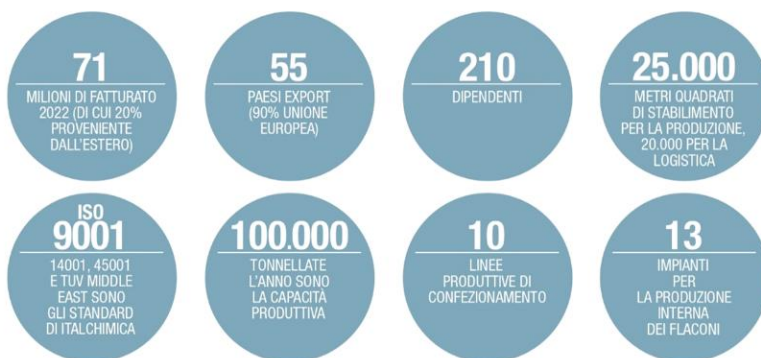 71
MILIONI DI FATTURATO
2022 (DI CUI 20%
PROVENIENTE
DALL'ESTERO)
55
PAESI EXPORT
(90% UNIONE
EUROPEA)
210
DIPENDENTI
25.000
METRI QUADRATI
DI STABILIMENTO
PER LA PRODUZIONE,
20.000 PER LA
LOGISTICA
ISO
9001
14001, 45001
E TUV MIDDLE
EAST SONO
GLI STANDARD
DI ITALCHIMICA
100.000
TONNELLATE
L'ANNO SONO
LA CAPACITÀ
PRODUTTIVA
10
LINEE
PRODUTTIVE DI
CONFEZIONAMENTO
13
IMPIANTI
PER
LA PRODUZIONE
INTERNA
DEI FLACONI